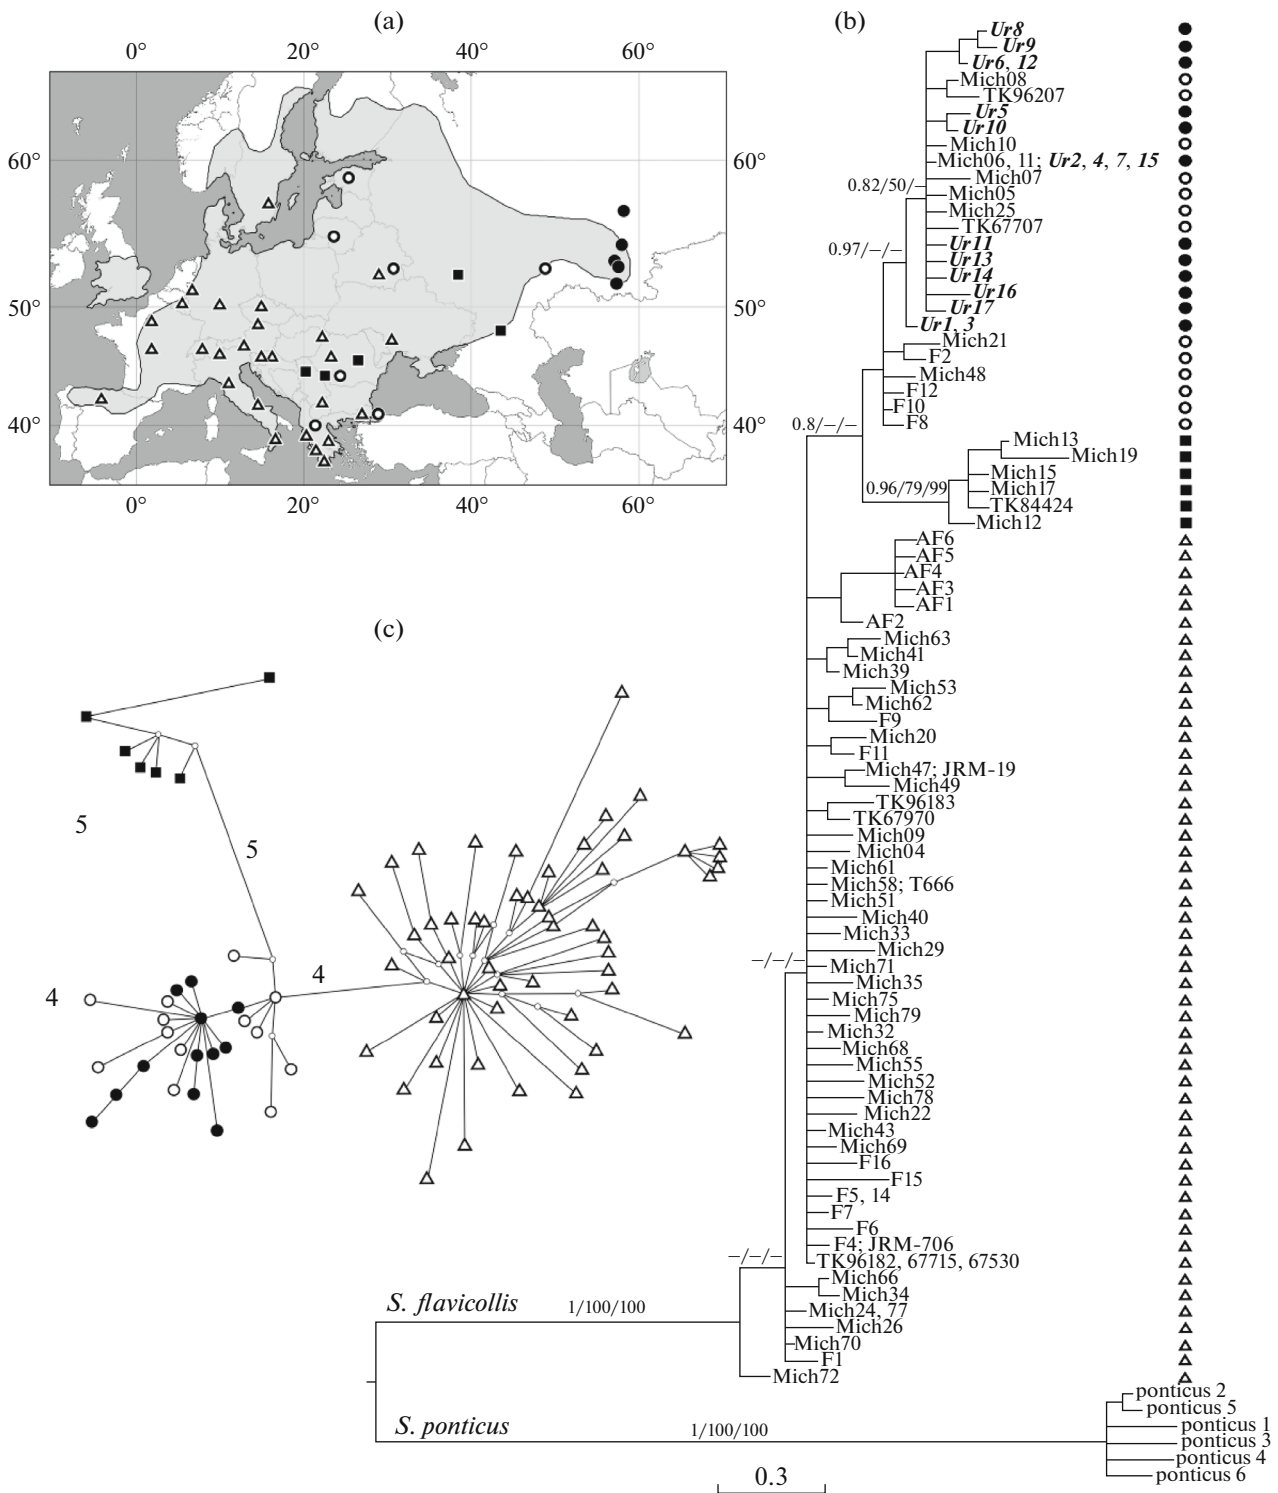 (a)
0° 20° 40° 60°
60° 60°
50° 50°
40° 40°
0° 20° 40° 60°
(b)
Ur8
Ur9
Ur6, 12
Mich08
TK96207
Ur5
Ur10
Mich10
Mich06, 11; Ur2, 4, 7, 15
Mich07
0.82/50/–
Mich05
Mich25
TK67707
Ur11
0.97/–/–
Ur13
Ur14
Ur16
Ur17
Ur1, 3
Mich21
F2
Mich48
F12
F10
F8
0.8/–/–
Mich13
Mich19
Mich15
0.96/79/99
Mich17
TK84424
Mich12
AF6
AF5
AF4
AF3
AF1
AF2
Mich63
Mich41
Mich39
Mich53
Mich62
F9
Mich20
F11
Mich47; JRM-19
Mich49
TK96183
TK67970
Mich09
Mich04
Mich61
Mich58; T666
Mich51
Mich40
Mich33
Mich29
–/–/–
Mich71
Mich35
Mich75
Mich79
Mich32
Mich68
Mich55
Mich52
Mich78
Mich22
Mich43
Mich69
F16
F15
F5, 14
F7
F6
F4; JRM-706
–/–/–
TK96182, 67715, 67530
Mich66
Mich34
Mich24, 77
Mich26
Mich70
F1
Mich72
S. flavicollis
1/100/100
ponticus 2
ponticus 5
ponticus 1
ponticus 3
ponticus 4
ponticus 6
S. ponticus
1/100/100
0.3
(c)
5
5
4
4